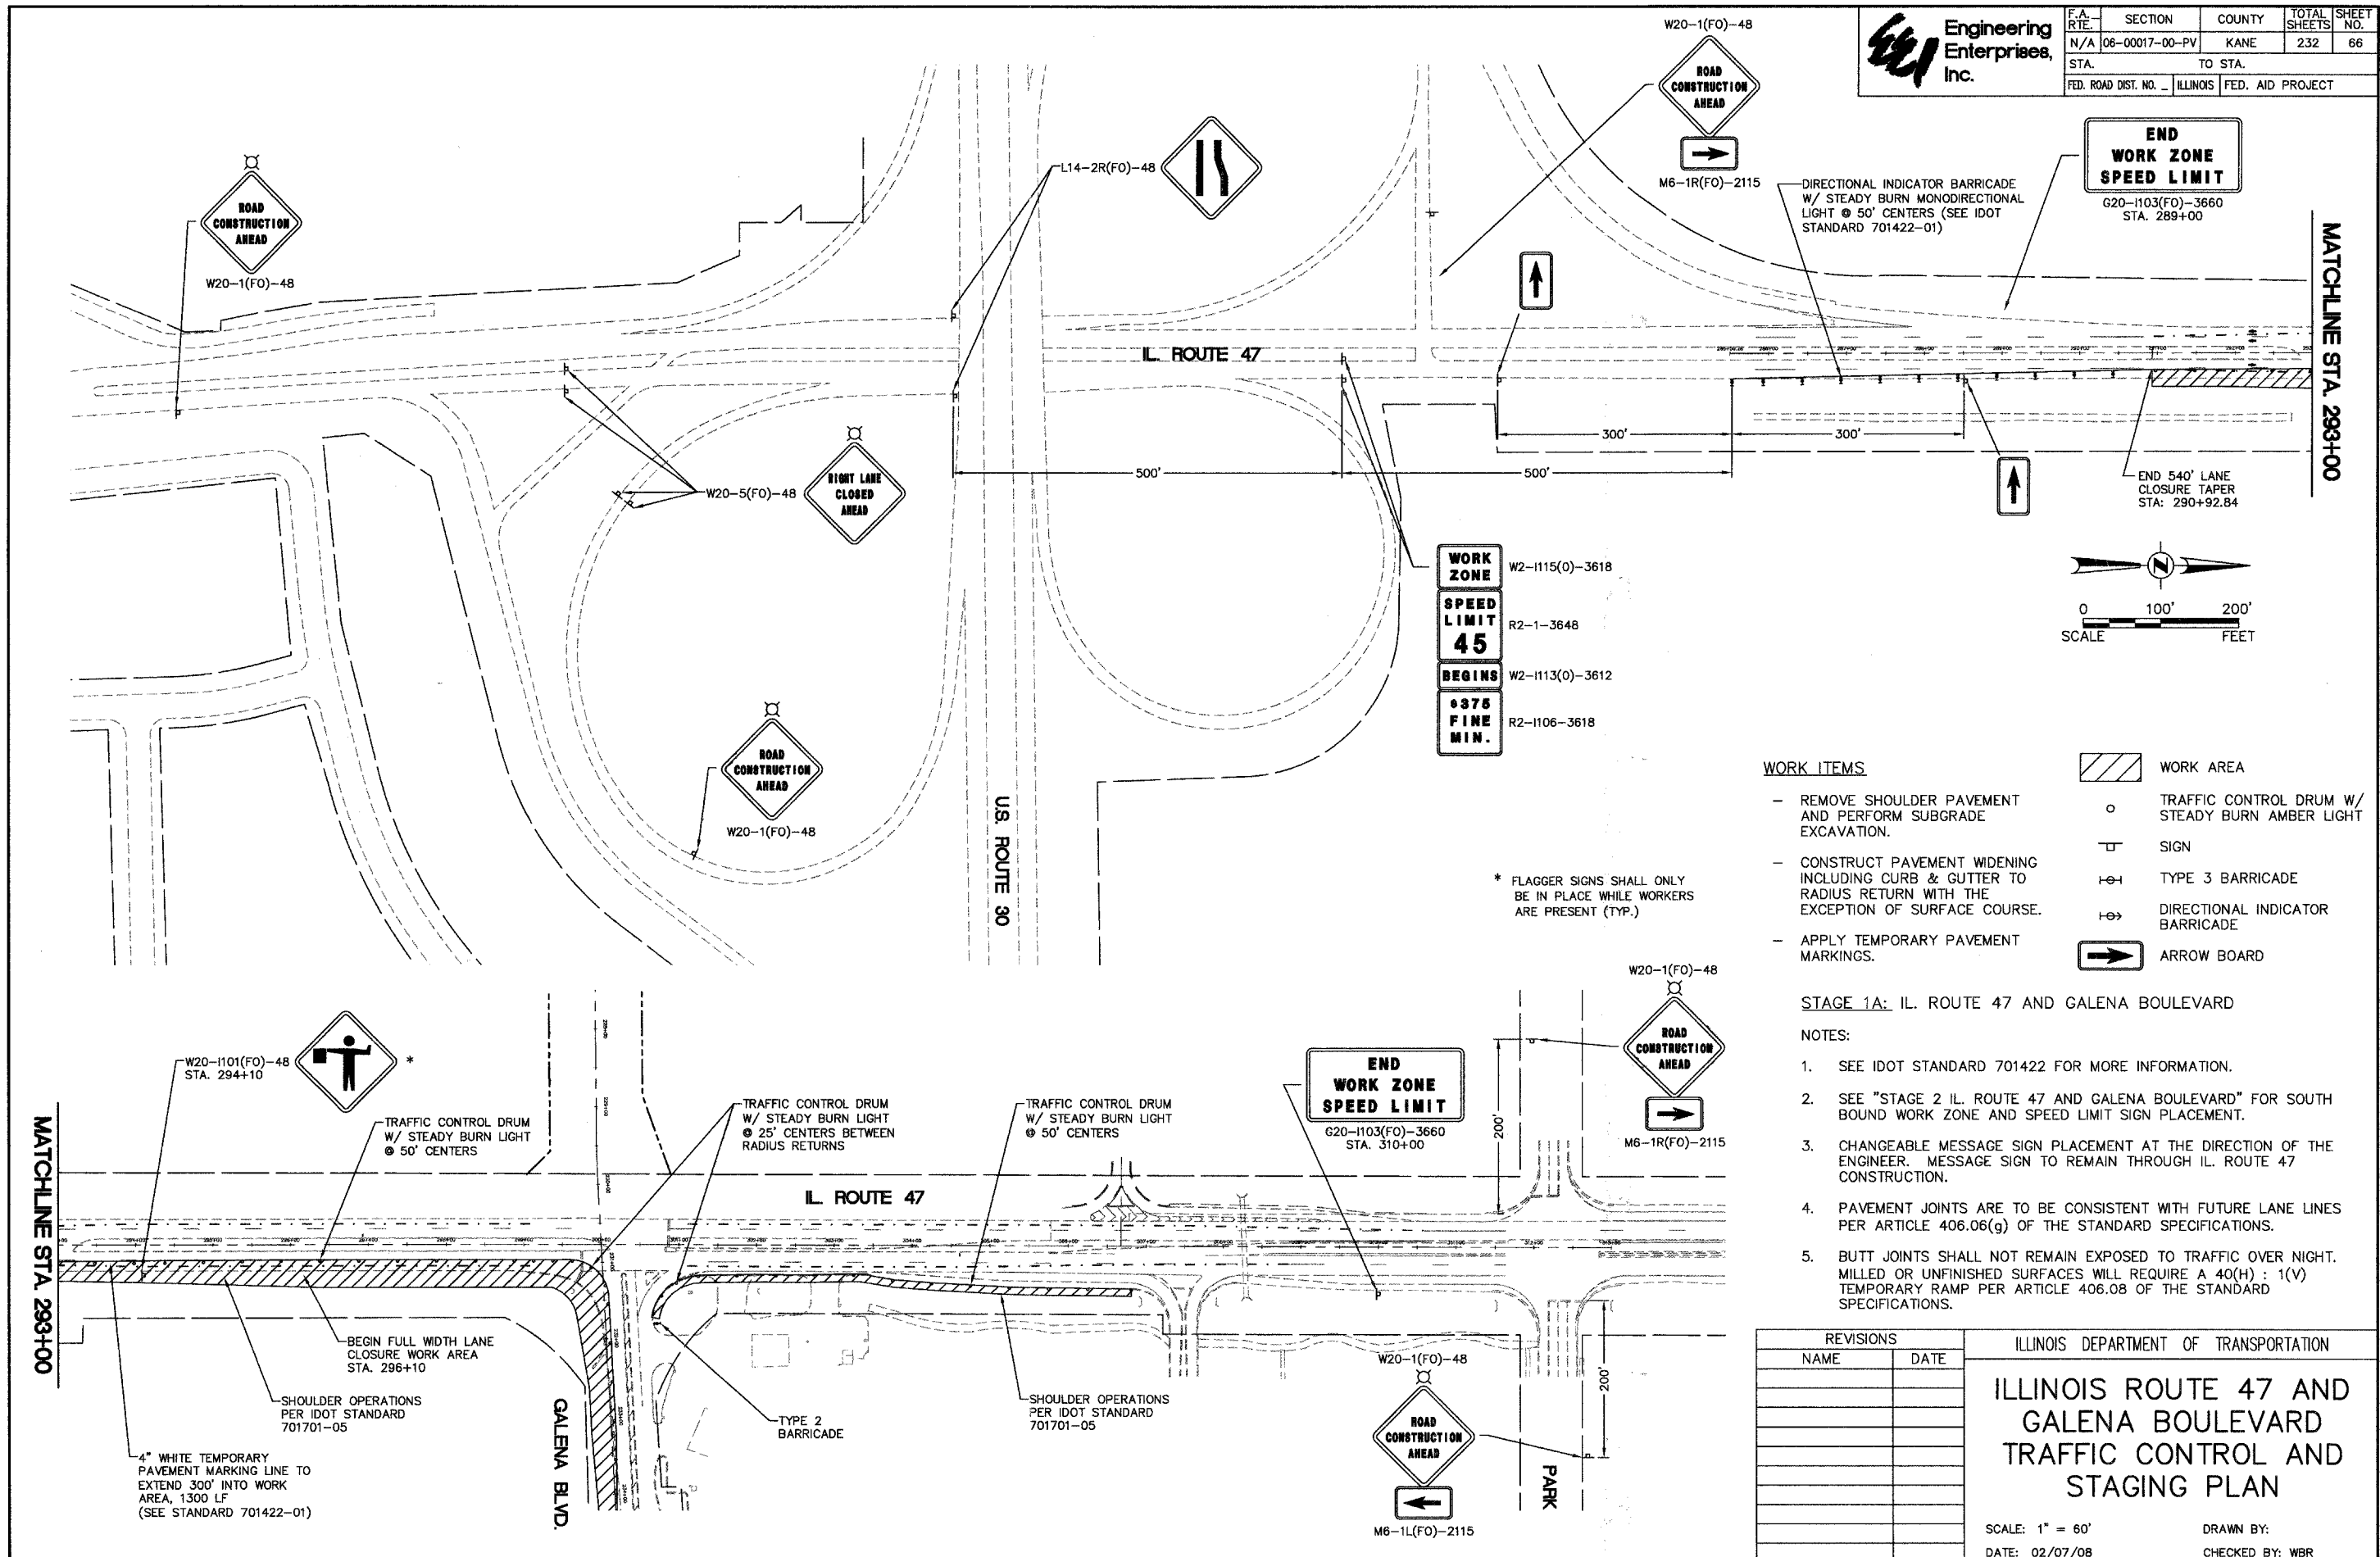 Engineering
Enterprises,
Inc.
F.A.
RTE.
SECTION
COUNTY
TOTAL
SHEETS
SHEET
NO.
N/A
06-00017-00-PV
KANE
232
66
STA.
TO STA.
FED. ROAD DIST. NO. _
ILLINOIS
FED. AID PROJECT
ROAD
CONSTRUCTION
AHEAD
W20-1(FO)-48
L14-2R(FO)-48
W20-1(FO)-48
ROAD
CONSTRUCTION
AHEAD
M6-1R(FO)-2115
DIRECTIONAL INDICATOR BARRICADE
W/ STEADY BURN MONODIRECTIONAL
LIGHT @ 50' CENTERS (SEE IDOT
STANDARD 701422-01)
END
WORK ZONE
SPEED LIMIT
G20-I103(FO)-3660
STA. 289+00
MATCHLINE STA. 293+00
IL. ROUTE 47
300'
300'
500'
500'
END 540' LANE
CLOSURE TAPER
STA: 290+92.84
W20-5(FO)-48
RIGHT LANE
CLOSED
AHEAD
WORK
ZONE
W2-I115(O)-3618
SPEED
LIMIT
45
R2-1-3648
BEGINS
W2-I113(O)-3612
$375
FINE
MIN.
R2-I106-3618
N
0 100' 200'
SCALE FEET
ROAD
CONSTRUCTION
AHEAD
W20-1(FO)-48
U.S. ROUTE 30
* FLAGGER SIGNS SHALL ONLY
BE IN PLACE WHILE WORKERS
ARE PRESENT (TYP.)
WORK ITEMS
- REMOVE SHOULDER PAVEMENT
AND PERFORM SUBGRADE
EXCAVATION.
- CONSTRUCT PAVEMENT WIDENING
INCLUDING CURB & GUTTER TO
RADIUS RETURN WITH THE
EXCEPTION OF SURFACE COURSE.
- APPLY TEMPORARY PAVEMENT
MARKINGS.
WORK AREA
TRAFFIC CONTROL DRUM W/
STEADY BURN AMBER LIGHT
SIGN
TYPE 3 BARRICADE
DIRECTIONAL INDICATOR
BARRICADE
ARROW BOARD
STAGE 1A: IL. ROUTE 47 AND GALENA BOULEVARD
NOTES:
1. SEE IDOT STANDARD 701422 FOR MORE INFORMATION.
2. SEE "STAGE 2 IL. ROUTE 47 AND GALENA BOULEVARD" FOR SOUTH
BOUND WORK ZONE AND SPEED LIMIT SIGN PLACEMENT.
3. CHANGEABLE MESSAGE SIGN PLACEMENT AT THE DIRECTION OF THE
ENGINEER. MESSAGE SIGN TO REMAIN THROUGH IL. ROUTE 47
CONSTRUCTION.
4. PAVEMENT JOINTS ARE TO BE CONSISTENT WITH FUTURE LANE LINES
PER ARTICLE 406.06(g) OF THE STANDARD SPECIFICATIONS.
5. BUTT JOINTS SHALL NOT REMAIN EXPOSED TO TRAFFIC OVER NIGHT.
MILLED OR UNFINISHED SURFACES WILL REQUIRE A 40(H) : 1(V)
TEMPORARY RAMP PER ARTICLE 406.08 OF THE STANDARD
SPECIFICATIONS.
W20-I101(FO)-48
STA. 294+10
*
TRAFFIC CONTROL DRUM
W/ STEADY BURN LIGHT
@ 50' CENTERS
TRAFFIC CONTROL DRUM
W/ STEADY BURN LIGHT
@ 25' CENTERS BETWEEN
RADIUS RETURNS
TRAFFIC CONTROL DRUM
W/ STEADY BURN LIGHT
@ 50' CENTERS
END
WORK ZONE
SPEED LIMIT
G20-I103(FO)-3660
STA. 310+00
W20-1(FO)-48
ROAD
CONSTRUCTION
AHEAD
M6-1R(FO)-2115
200'
MATCHLINE STA. 293+00
IL. ROUTE 47
BEGIN FULL WIDTH LANE
CLOSURE WORK AREA
STA. 296+10
SHOULDER OPERATIONS
PER IDOT STANDARD
701701-05
4" WHITE TEMPORARY
PAVEMENT MARKING LINE TO
EXTEND 300' INTO WORK
AREA, 1300 LF
(SEE STANDARD 701422-01)
GALENA BLVD.
TYPE 2
BARRICADE
SHOULDER OPERATIONS
PER IDOT STANDARD
701701-05
W20-1(FO)-48
ROAD
CONSTRUCTION
AHEAD
M6-1L(FO)-2115
200'
PARK
REVISIONS
NAME DATE
ILLINOIS DEPARTMENT OF TRANSPORTATION
ILLINOIS ROUTE 47 AND
GALENA BOULEVARD
TRAFFIC CONTROL AND
STAGING PLAN
SCALE: 1" = 60'
DRAWN BY:
DATE: 02/07/08
CHECKED BY: WBR